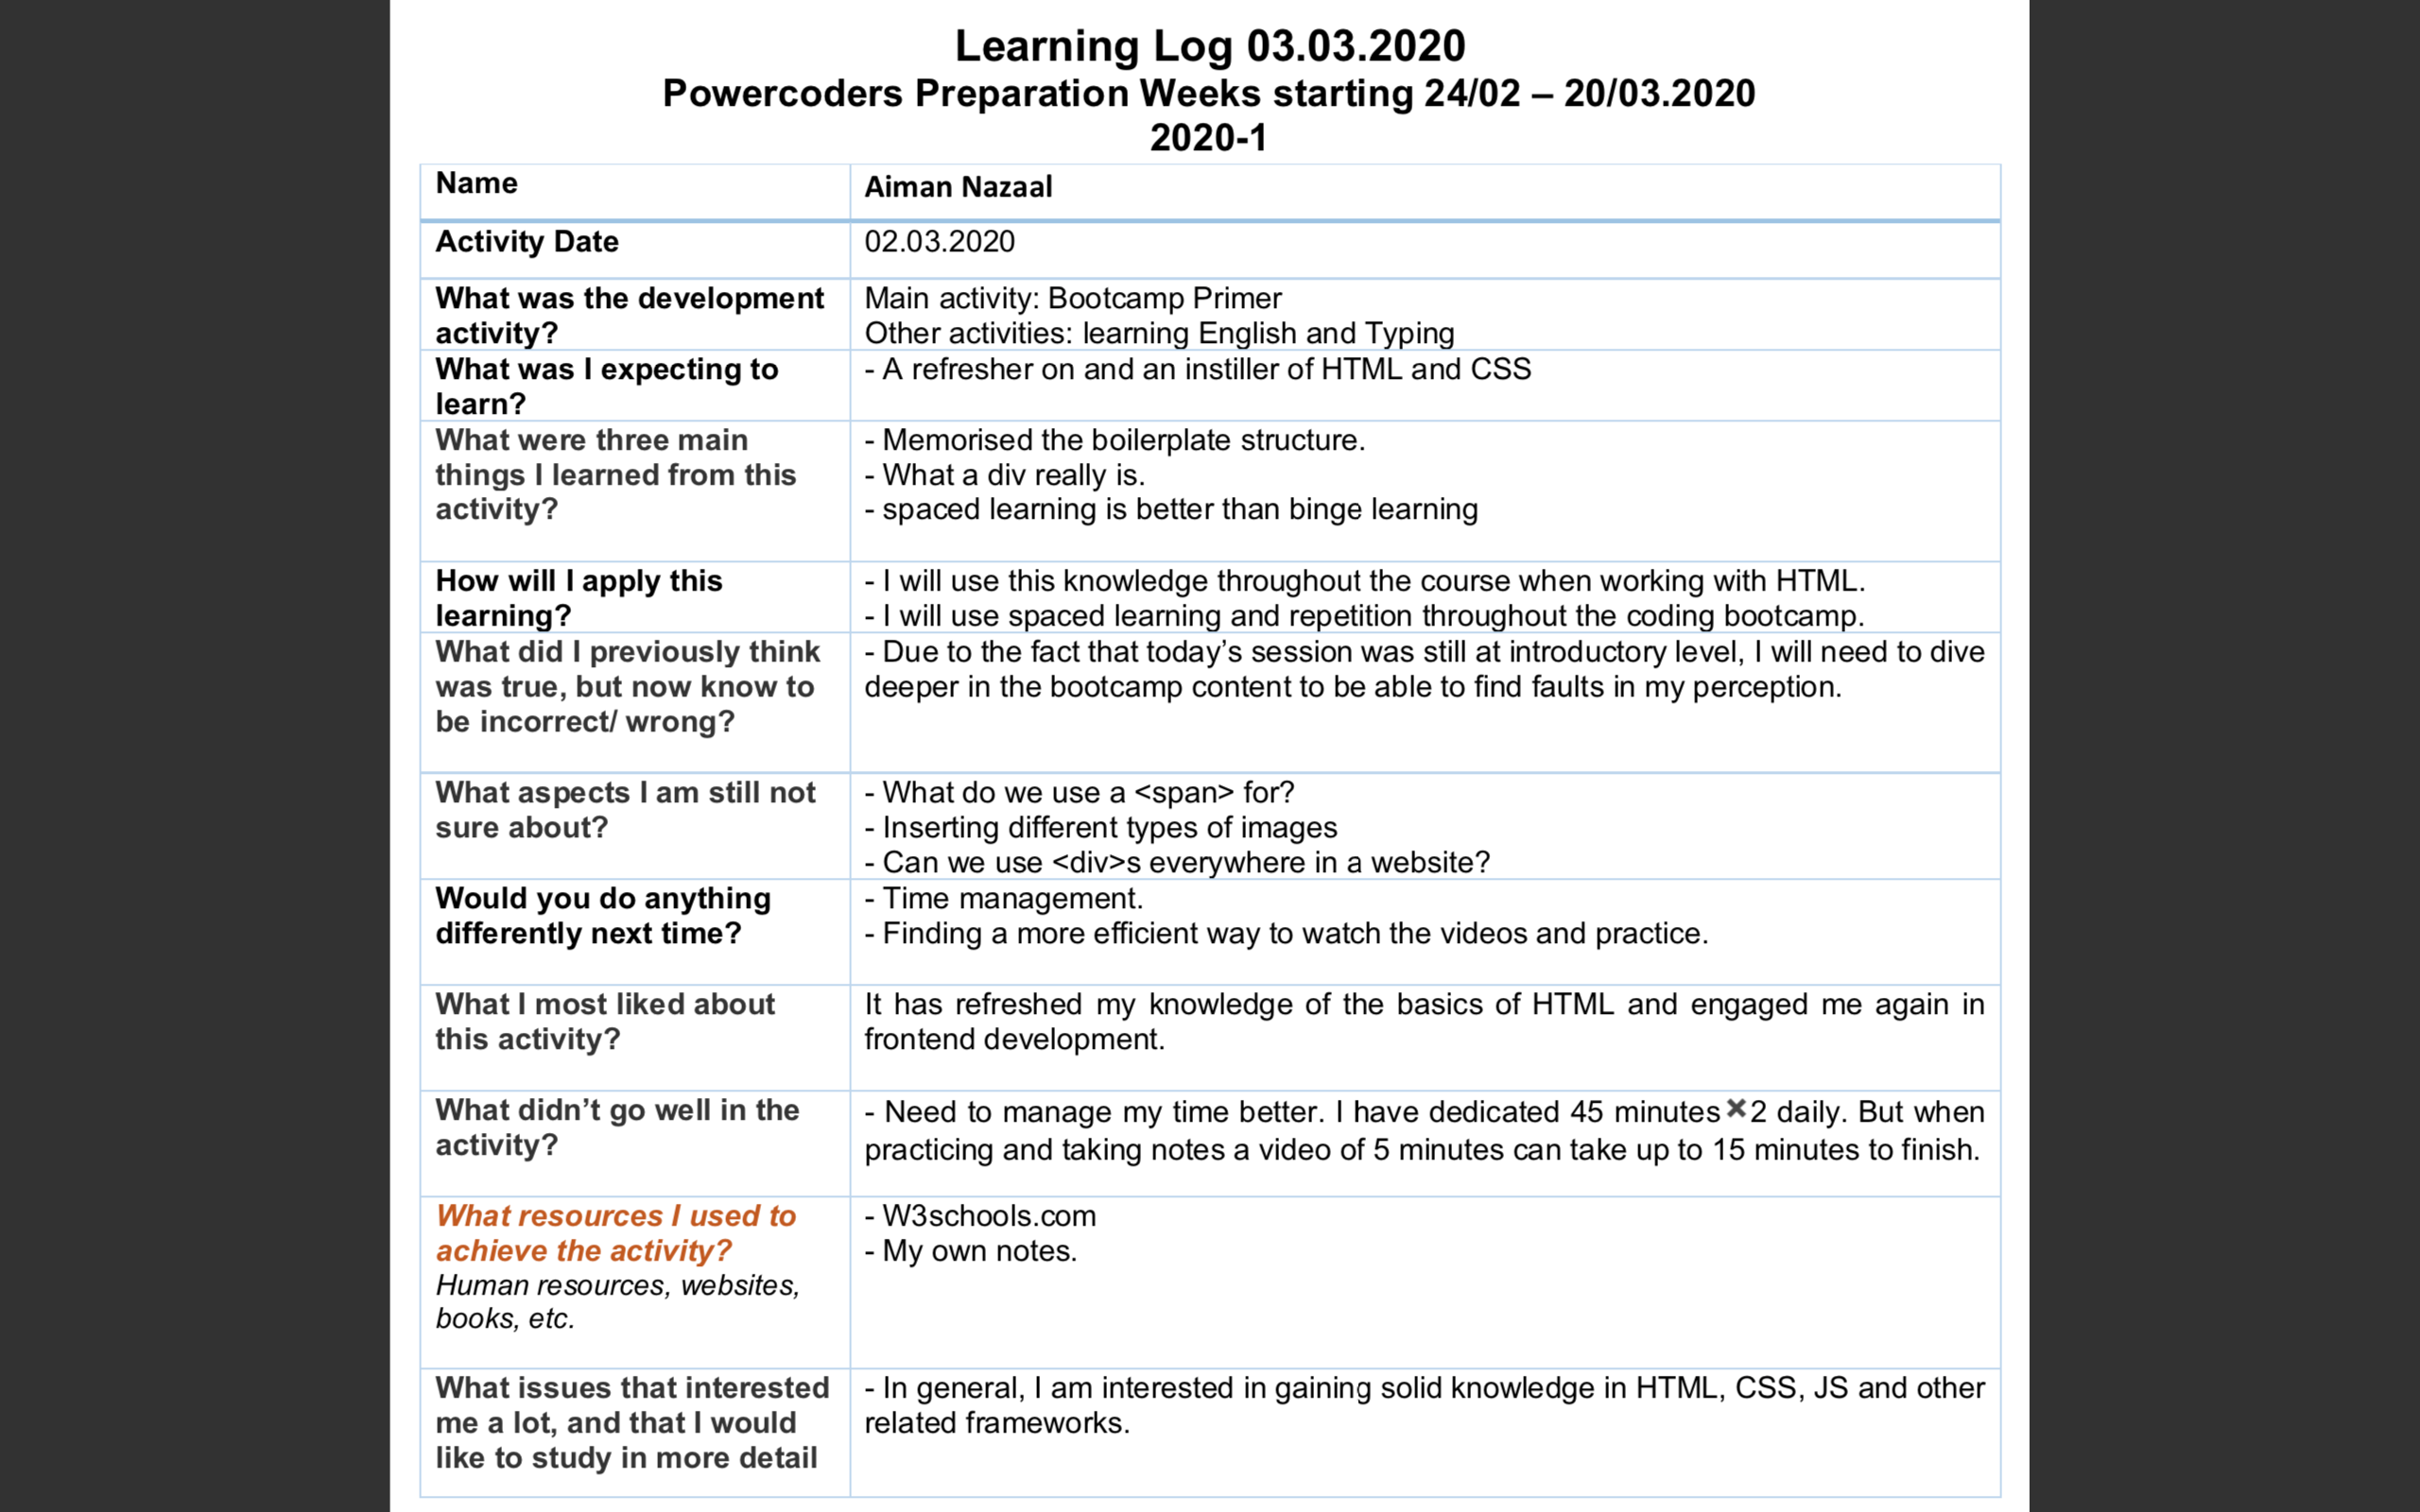 Learning Log 03.03.2020
Powercoders Preparation Weeks starting 24/02 – 20/03.2020
2020-1
Name
Aiman Nazaal
Activity Date
02.03.2020
What was the development
activity?
Main activity: Bootcamp Primer
Other activities: learning English and Typing
What was I expecting to
learn?
- A refresher on and an instiller of HTML and CSS
What were three main
things I learned from this
activity?
- Memorised the boilerplate structure.
- What a div really is.
- spaced learning is better than binge learning
How will I apply this
learning?
- I will use this knowledge throughout the course when working with HTML.
- I will use spaced learning and repetition throughout the coding bootcamp.
What did I previously think
was true, but now know to
be incorrect/ wrong?
- Due to the fact that today’s session was still at introductory level, I will need to dive
deeper in the bootcamp content to be able to find faults in my perception.
What aspects I am still not
sure about?
- What do we use a <span> for?
- Inserting different types of images
- Can we use <div>s everywhere in a website?
Would you do anything
differently next time?
- Time management.
- Finding a more efficient way to watch the videos and practice.
What I most liked about
this activity?
It has refreshed my knowledge of the basics of HTML and engaged me again in
frontend development.
What didn’t go well in the
activity?
- Need to manage my time better. I have dedicated 45 minutes ✖2 daily. But when
practicing and taking notes a video of 5 minutes can take up to 15 minutes to finish.
What resources I used to
achieve the activity?
Human resources, websites,
books, etc.
- W3schools.com
- My own notes.
What issues that interested
me a lot, and that I would
like to study in more detail
- In general, I am interested in gaining solid knowledge in HTML, CSS, JS and other
related frameworks.